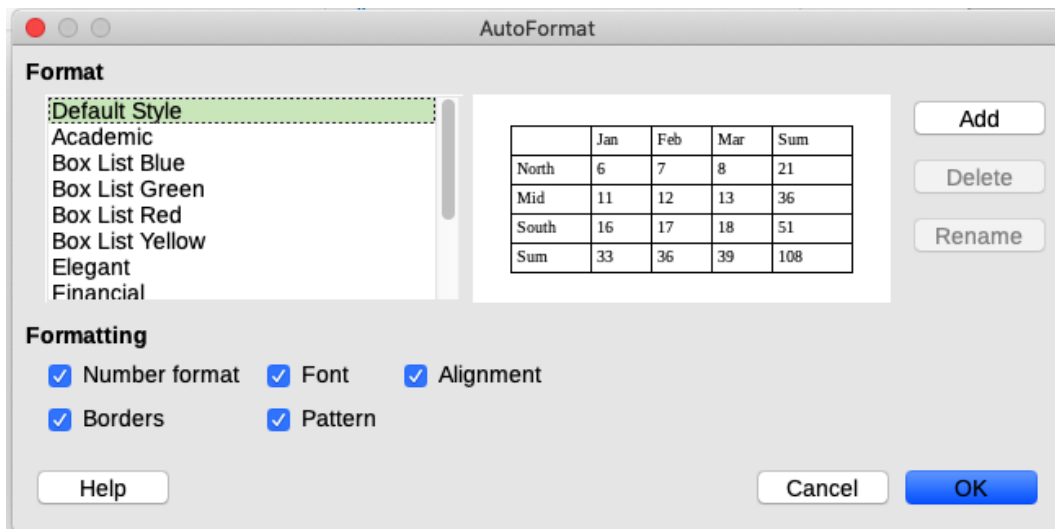 AutoFormat
Format
Default Style
Academic
Box List Blue
Box List Green
Box List Red
Box List Yellow
Elegant
Financial
Jan Feb Mar Sum
North 6 7 8 21
Mid 11 12 13 36
South 16 17 18 51
Sum 33 36 39 108
Add
Delete
Rename
Formatting
Number format Font Alignment
Borders Pattern
Help Cancel OK